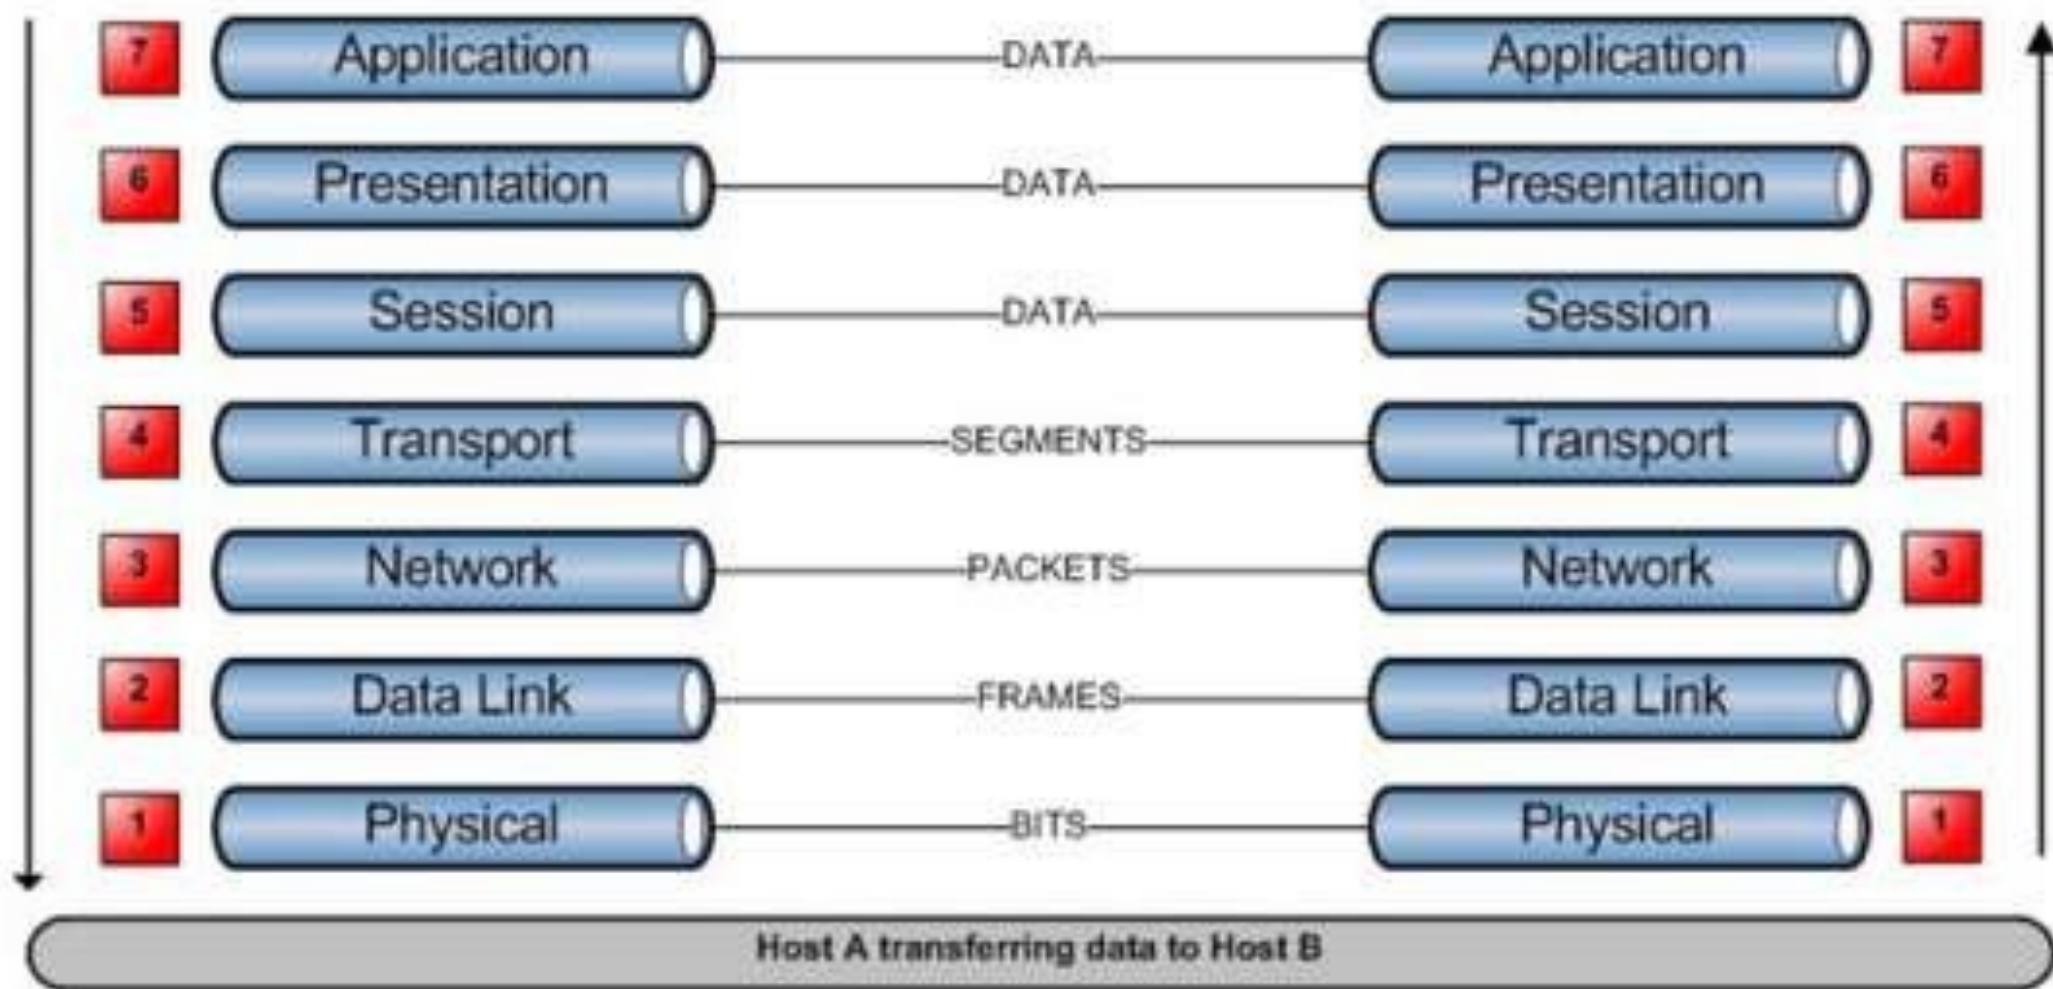 7 Application DATA Application 7
6 Presentation DATA Presentation 6
5 Session DATA Session 5
4 Transport SEGMENTS Transport 4
3 Network PACKETS Network 3
2 Data Link FRAMES Data Link 2
1 Physical BITS Physical 1
Host A transferring data to Host B